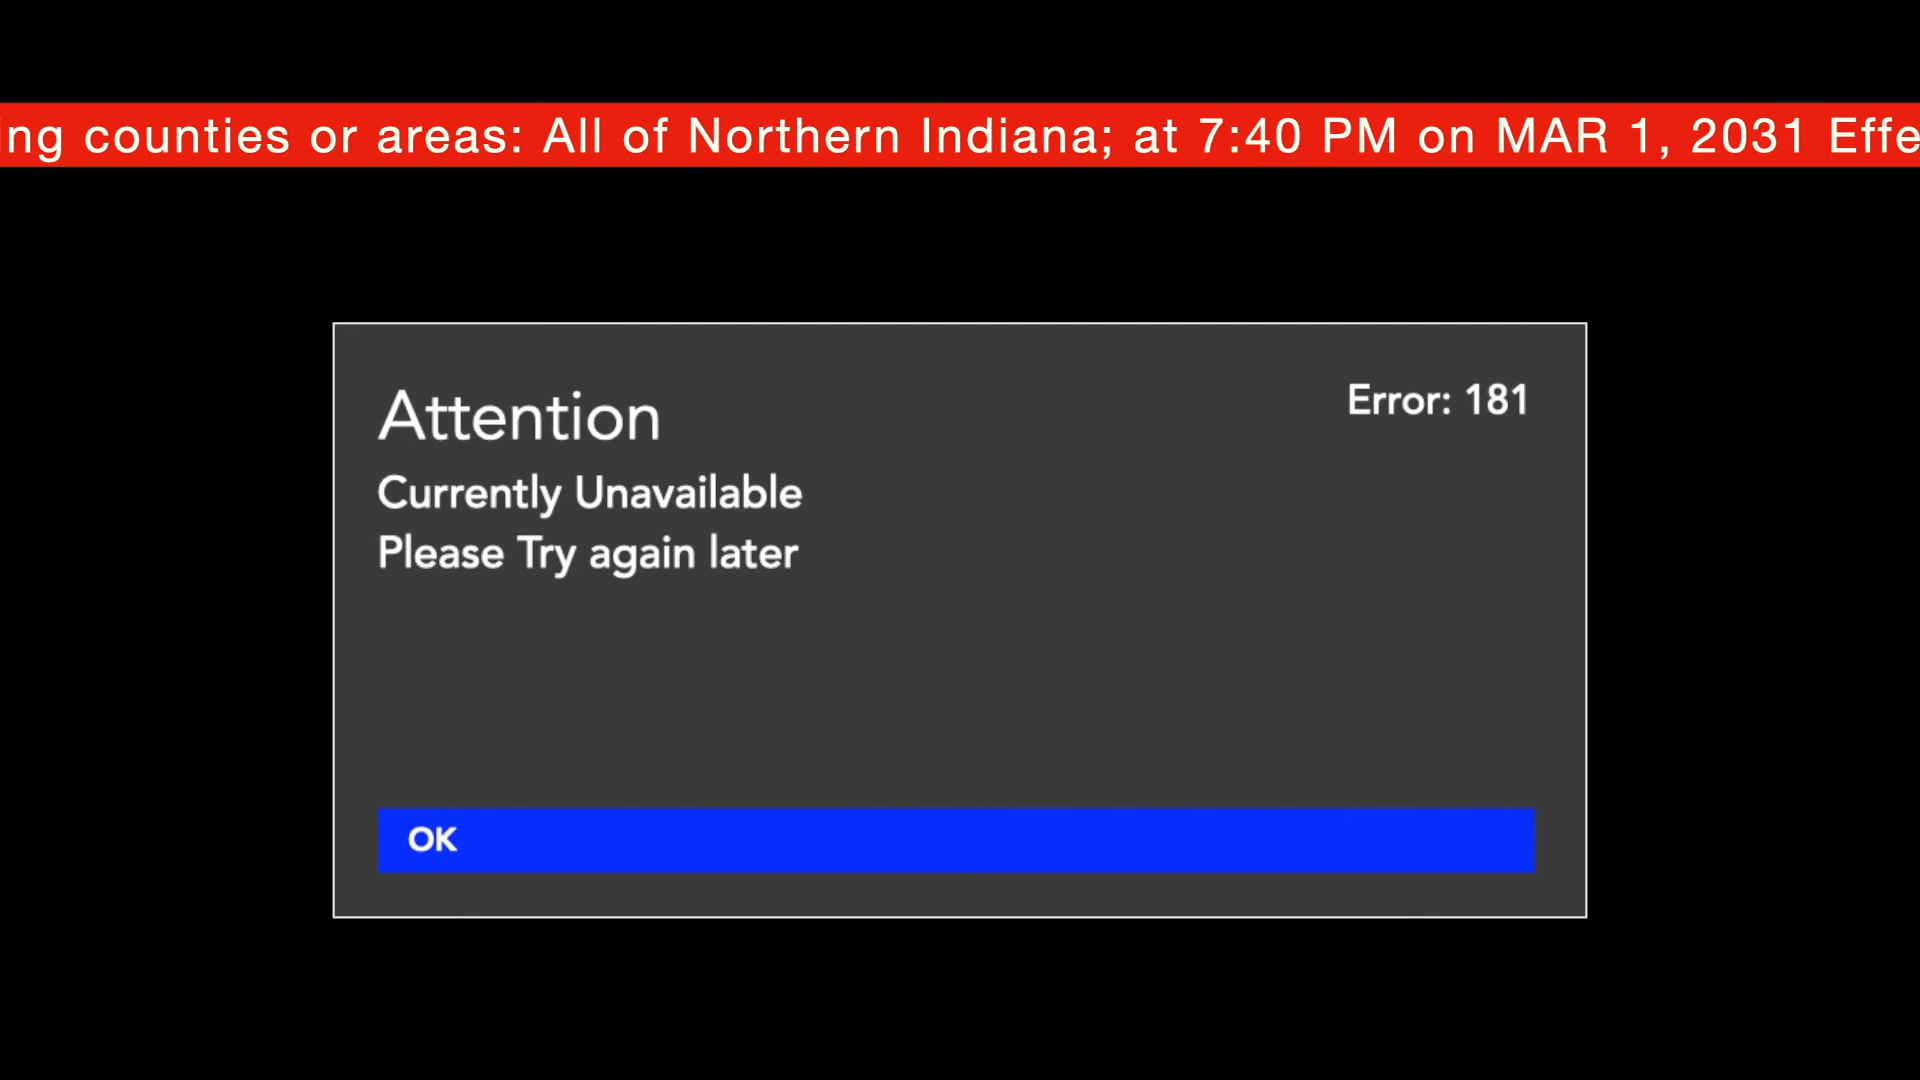 ing counties or areas: All of Northern Indiana; at 7:40 PM on MAR 1, 2031 Effe
Attention
Error: 181
Currently Unavailable
Please Try again later
OK